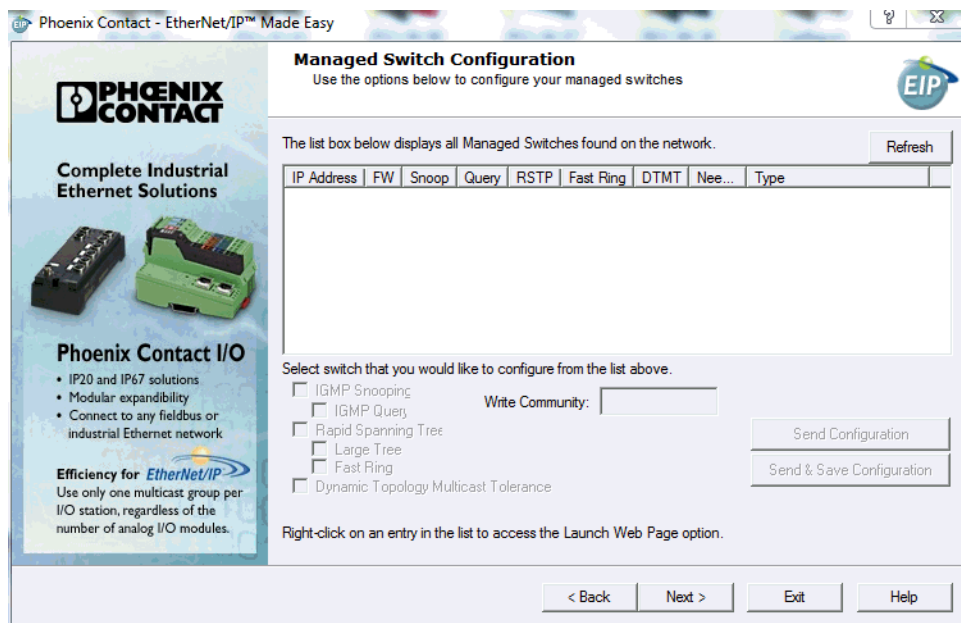 EIP Phoenix Contact - EtherNet/IP™ Made Easy
PHŒNIX
CONTACT
Complete Industrial
Ethernet Solutions
Phoenix Contact I/O
• IP20 and IP67 solutions
• Modular expandibility
• Connect to any fieldbus or
industrial Ethernet network
Efficiency for EtherNet/IP
Use only one multicast group per
I/O station, regardless of the
number of analog I/O modules.
Managed Switch Configuration
Use the options below to configure your managed switches
EIP
The list box below displays all Managed Switches found on the network.
Refresh
IP Address FW Snoop Query RSTP Fast Ring DTMT Nee... Type
Select switch that you would like to configure from the list above.
IGMP Snooping
IGMP Query
Write Community:
Rapid Spanning Tree
Large Tree
Fast Ring
Dynamic Topology Multicast Tolerance
Send Configuration
Send & Save Configuration
Right-click on an entry in the list to access the Launch Web Page option.
< Back Next > Exit Help